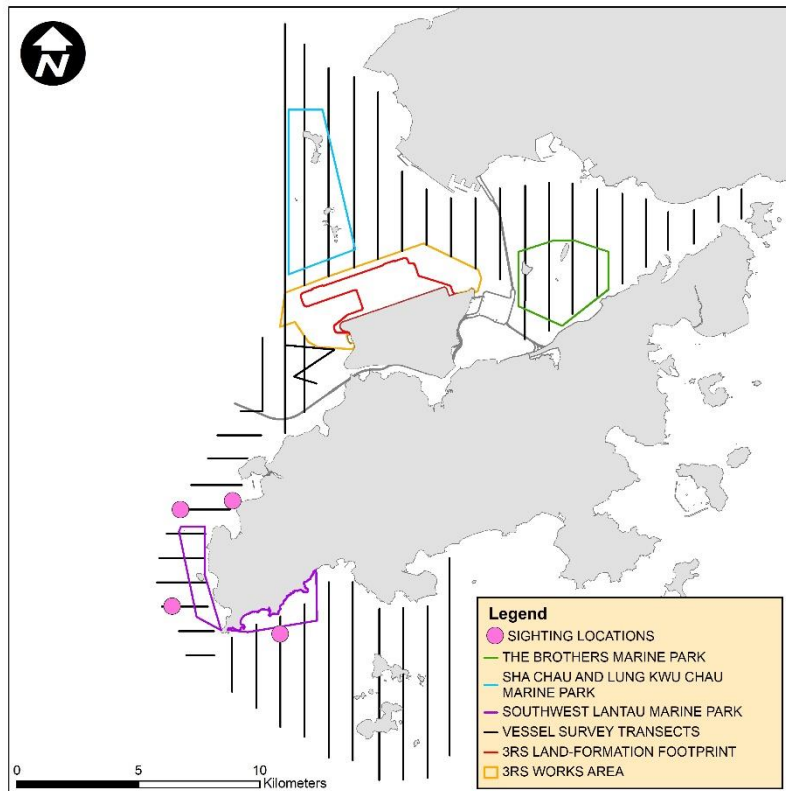 N
Legend
SIGHTING LOCATIONS
THE BROTHERS MARINE PARK
SHA CHAU AND LUNG KWU CHAU
MARINE PARK
SOUTHWEST LANTAU MARINE PARK
VESSEL SURVEY TRANSECTS
3RS LAND-FORMATION FOOTPRINT
3RS WORKS AREA
0 5 10
Kilometers